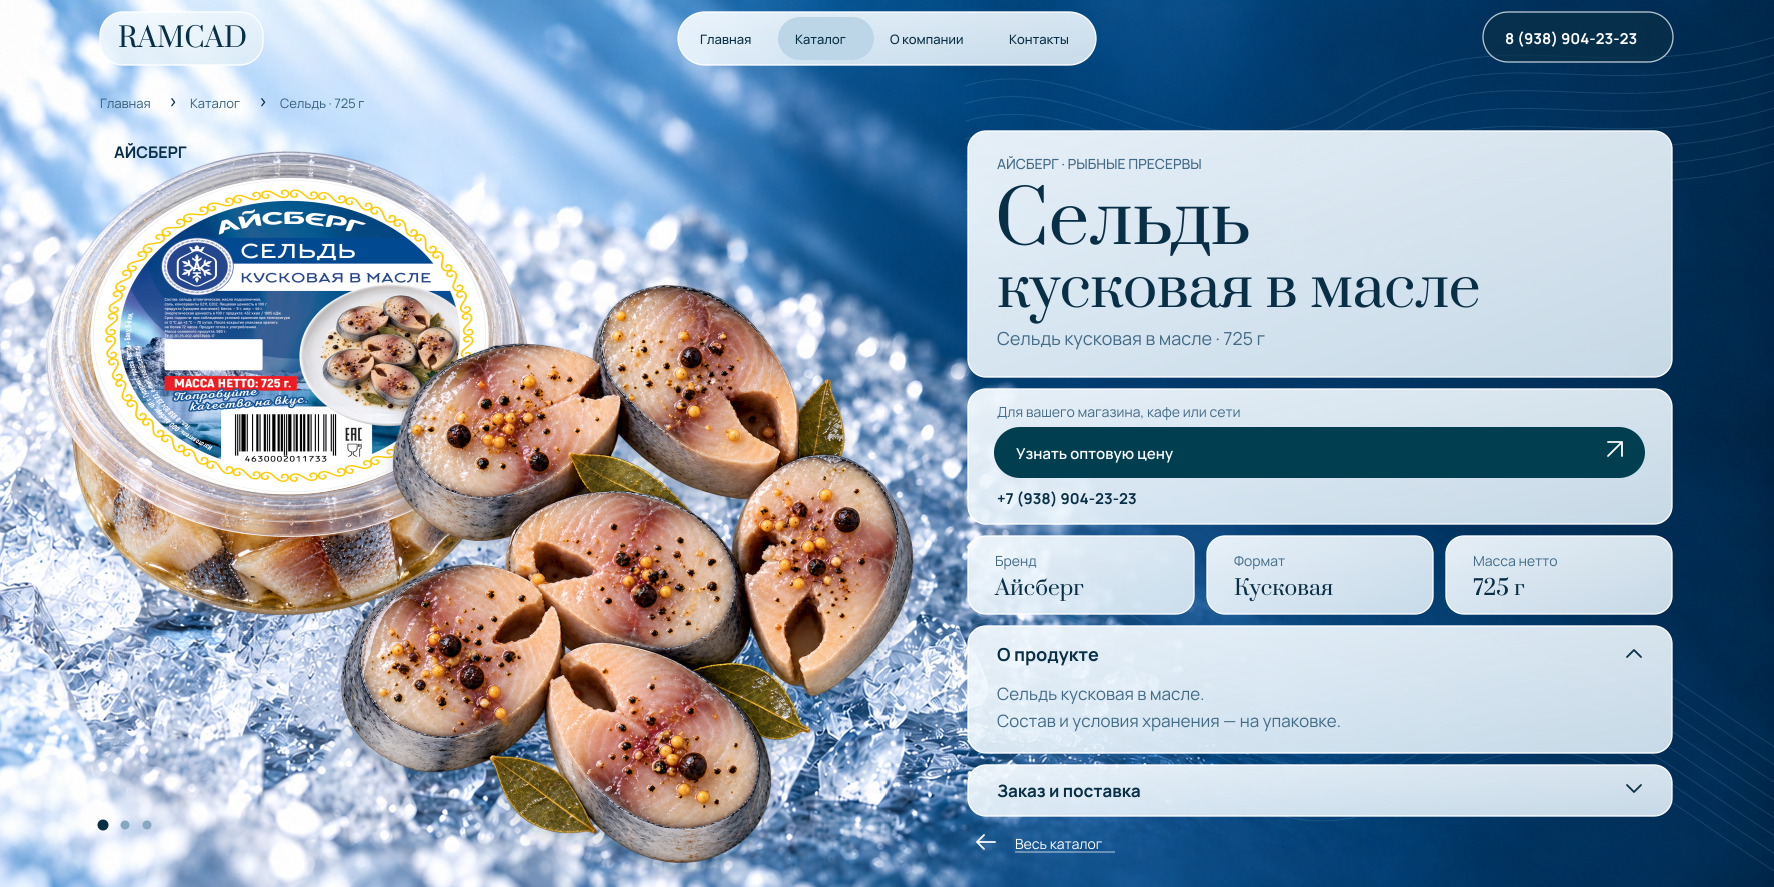 RAMCAD
Главная
Каталог
О компании
Контакты
8 (938) 904-23-23
Главная
Каталог
Сельдь · 725 г
АЙСБЕРГ
АЙСБЕРГ
СЕЛЬДЬ
КУСКОВАЯ В МАСЛЕ
МАССА НЕТТО: 725 г.
Попробуйте
качество на вкус.
4630002011733
ЕАС
АЙСБЕРГ · РЫБНЫЕ ПРЕСЕРВЫ
Сельдь
кусковая в масле
Сельдь кусковая в масле · 725 г
Для вашего магазина, кафе или сети
Узнать оптовую цену
+7 (938) 904-23-23
Бренд
Айсберг
Формат
Кусковая
Масса нетто
725 г
О продукте
Сельдь кусковая в масле.
Состав и условия хранения — на упаковке.
Заказ и поставка
Весь каталог